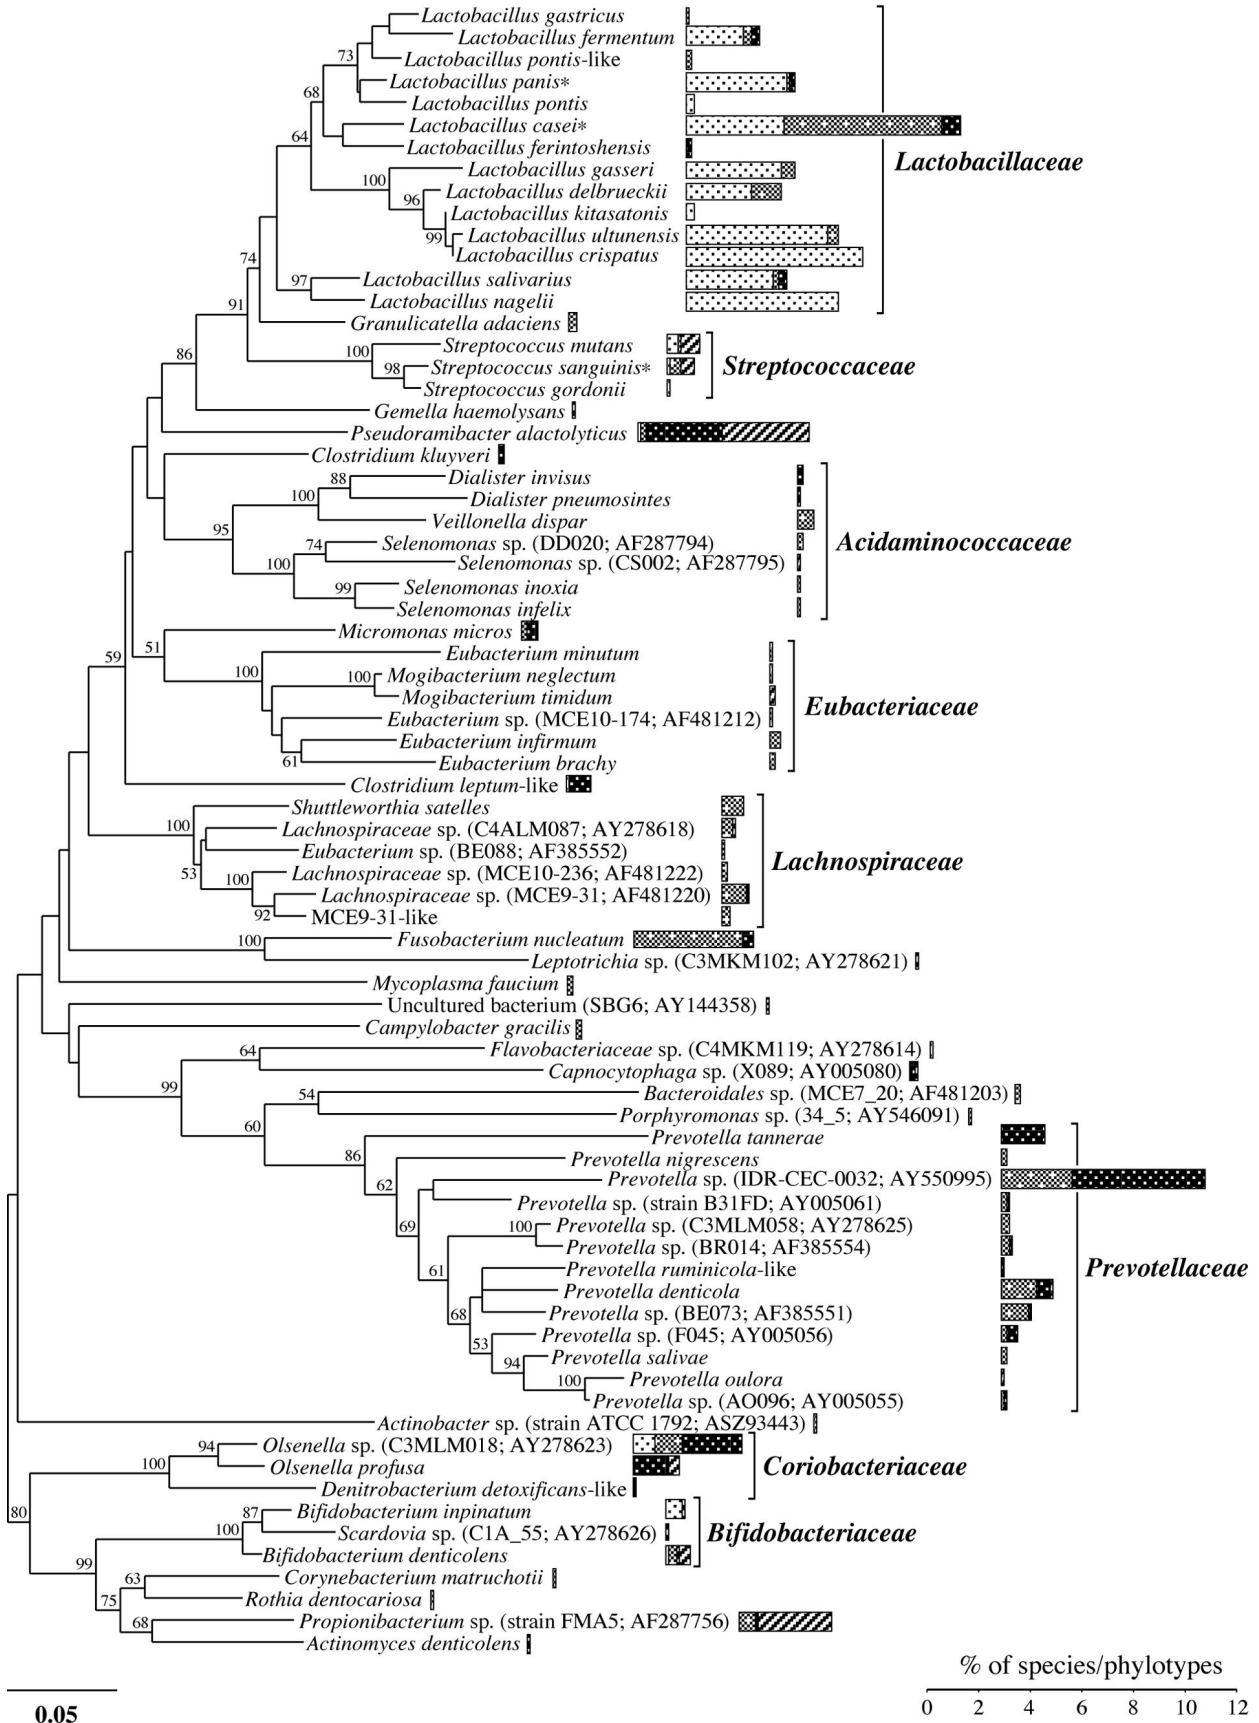 Lactobacillus gastricus
Lactobacillus fermentum
73
Lactobacillus pontis-like
Lactobacillus panis*
68
Lactobacillus pontis
Lactobacillus casei*
64
Lactobacillus ferintoshensis
Lactobacillaceae
Lactobacillus gasseri
100
Lactobacillus delbrueckii
96
Lactobacillus kitasatonis
99
Lactobacillus ultunensis
Lactobacillus crispatus
74
97
Lactobacillus salivarius
Lactobacillus nagelii
91
Granulicatella adaciens
100
Streptococcus mutans
86
98
Streptococcus sanguinis*
Streptococcaceae
Streptococcus gordonii
Gemella haemolysans
Pseudoramibacter alactolyticus
Clostridium kluyveri
88
Dialister invisus
100
Dialister pneumosintes
95
Veillonella dispar
74
Selenomonas sp. (DD020; AF287794)
Acidaminococcaceae
100
Selenomonas sp. (CS002; AF287795)
99
Selenomonas inoxia
Selenomonas infelix
Micromonas micros
59
51
Eubacterium minutum
100
100
Mogibacterium neglectum
Mogibacterium timidum
Eubacteriaceae
Eubacterium sp. (MCE10-174; AF481212)
Eubacterium infirmum
61
Eubacterium brachy
Clostridium leptum-like
Shuttleworthia satelles
100
Lachnospiraceae sp. (C4ALM087; AY278618)
Eubacterium sp. (BE088; AF385552)
Lachnospiraceae
53
100
Lachnospiraceae sp. (MCE10-236; AF481222)
Lachnospiraceae sp. (MCE9-31; AF481220)
92
MCE9-31-like
100
Fusobacterium nucleatum
Leptotrichia sp. (C3MKM102; AY278621)
Mycoplasma faucium
Uncultured bacterium (SBG6; AY144358)
Campylobacter gracilis
64
Flavobacteriaceae sp. (C4MKM119; AY278614)
99
Capnocytophaga sp. (X089; AY005080)
54
Bacteroidales sp. (MCE7_20; AF481203)
60
Porphyromonas sp. (34_5; AY546091)
86
Prevotella tannerae
62
Prevotella nigrescens
Prevotella sp. (IDR-CEC-0032; AY550995)
69
Prevotella sp. (strain B31FD; AY005061)
100
Prevotella sp. (C3MLM058; AY278625)
Prevotella sp. (BR014; AF385554)
61
Prevotella ruminicola-like
Prevotellaceae
Prevotella denticola
68
Prevotella sp. (BE073; AF385551)
53
Prevotella sp. (F045; AY005056)
94
Prevotella salivae
100
Prevotella oulora
Prevotella sp. (AO096; AY005055)
Actinobacter sp. (strain ATCC 1792; ASZ93443)
94
Olsenella sp. (C3MLM018; AY278623)
100
Olsenella profusa
Coriobacteriaceae
Denitrobacterium detoxificans-like
80
87
Bifidobacterium inpinatum
100
Scardovia sp. (C1A_55; AY278626)
Bifidobacteriaceae
Bifidobacterium denticolens
99
63
Corynebacterium matruchotii
75
Rothia dentocariosa
68
Propionibacterium sp. (strain FMA5; AF287756)
Actinomyces denticolens
% of species/phylotypes
0.05
0 2 4 6 8 10 12